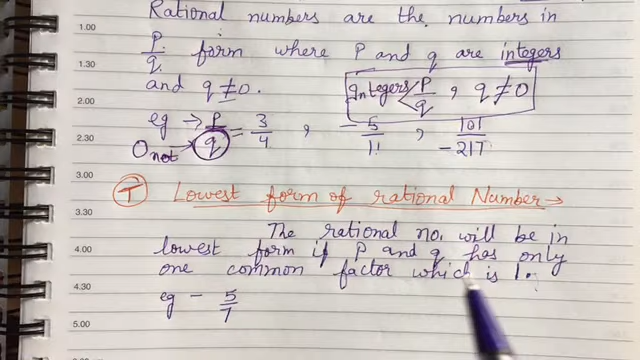 Rational numbers are the numbers in
1.00
P/q form where P and q are integers
1.30
and q ≠ 0. Integers P/q , q ≠ 0
2.00
eg → P/q = 3/4 , -5/11 , 101/-217
0 not
2.30
3.00
T Lowest form of rational Number →
3.30
The rational no. will be in
4.00
lowest form if P and q has only
one common factor which is 1.
4.30
eg - 5/7
5.00